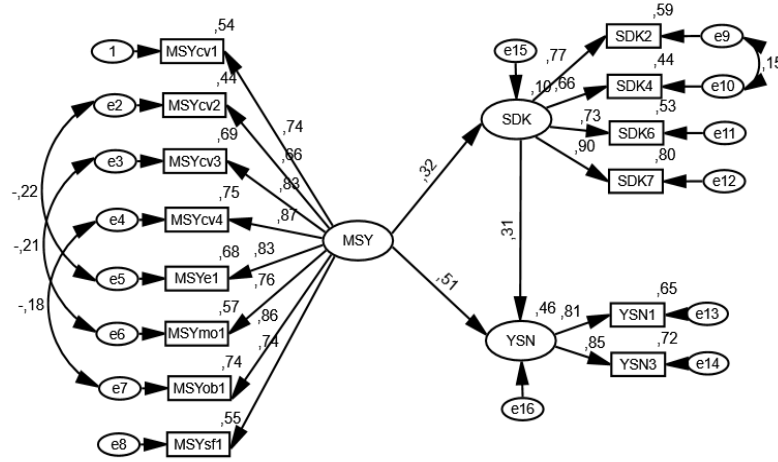 ,54
1 MSYcv1
,74
,44
e2 MSYcv2
,66
,69
e3 MSYcv3
,83
,75
e4 MSYcv4
,87
,68
e5 MSYe1
,83
,57
e6 MSYmo1
,76
,74
e7 MSYob1
,86
,55
e8 MSYsf1
,74
-,22
-,21
-,18
MSY
,32
,51
e15
,10
SDK
,31
,46
YSN
e16
,77
,59
SDK2 e9
,66
,44
SDK4 e10
,15
,73
,53
SDK6 e11
,90
,80
SDK7 e12
,81
,65
YSN1 e13
,85
,72
YSN3 e14